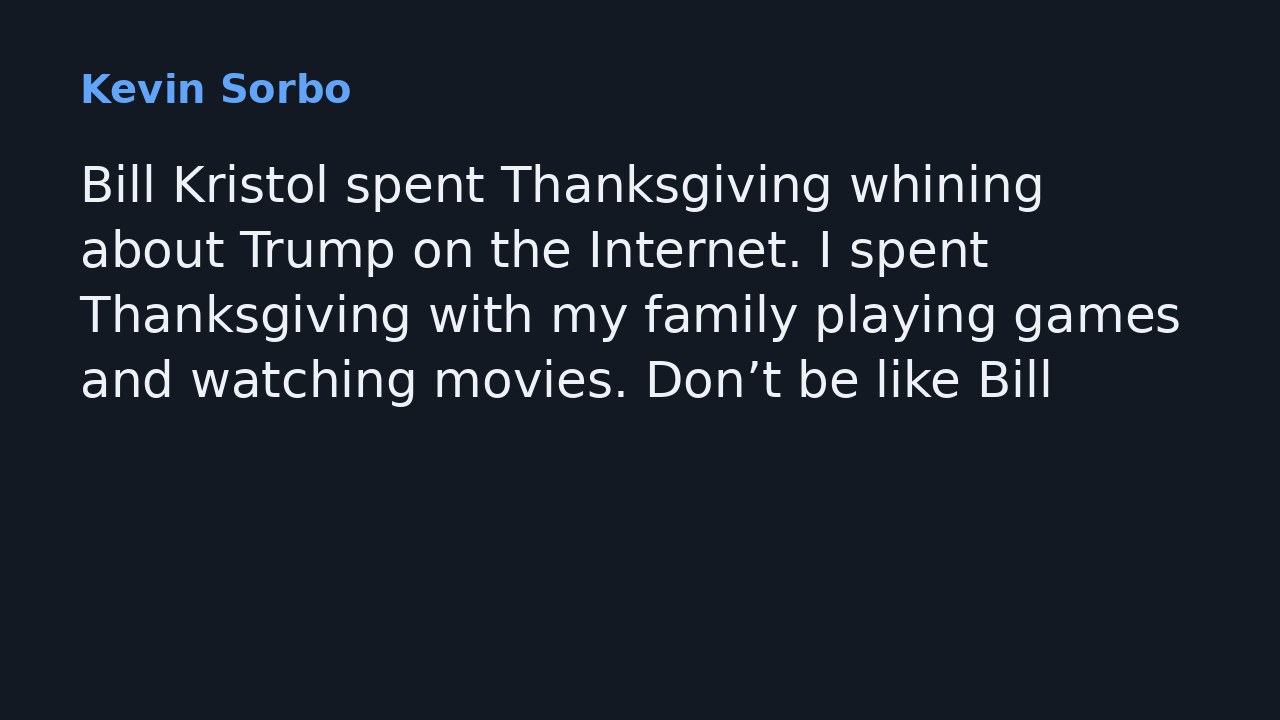 Kevin Sorbo
Bill Kristol spent Thanksgiving whining
about Trump on the Internet. I spent
Thanksgiving with my family playing games
and watching movies. Don’t be like Bill